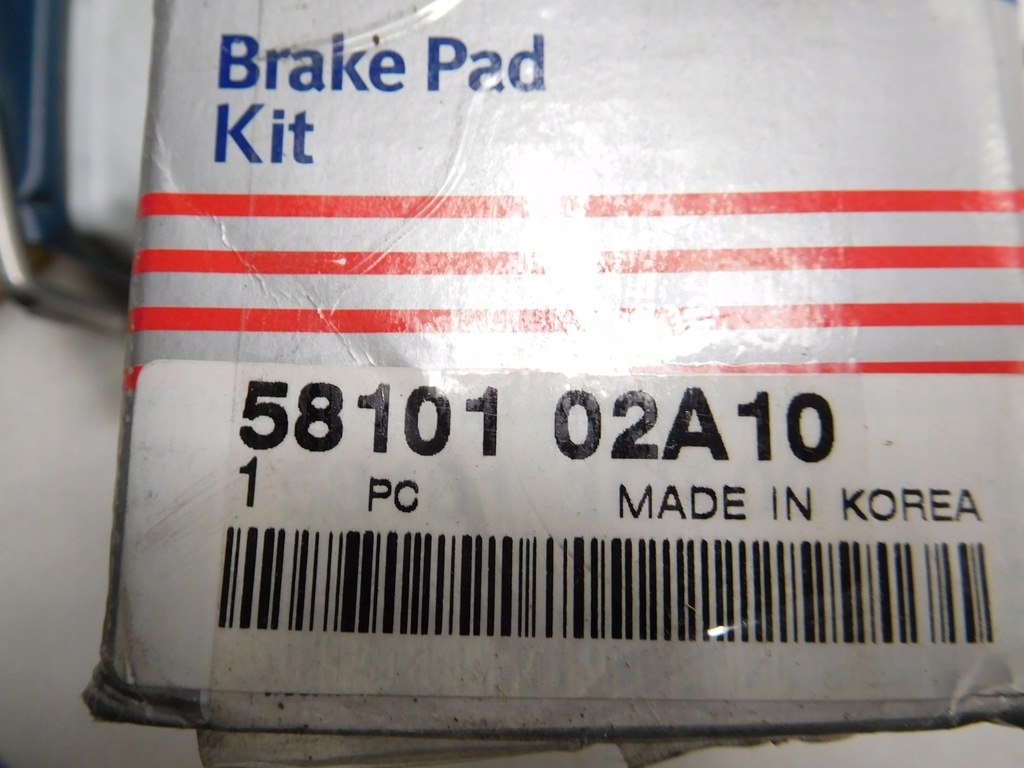 Brake Pad
Kit
58101 02A10
1 PC MADE IN KOREA